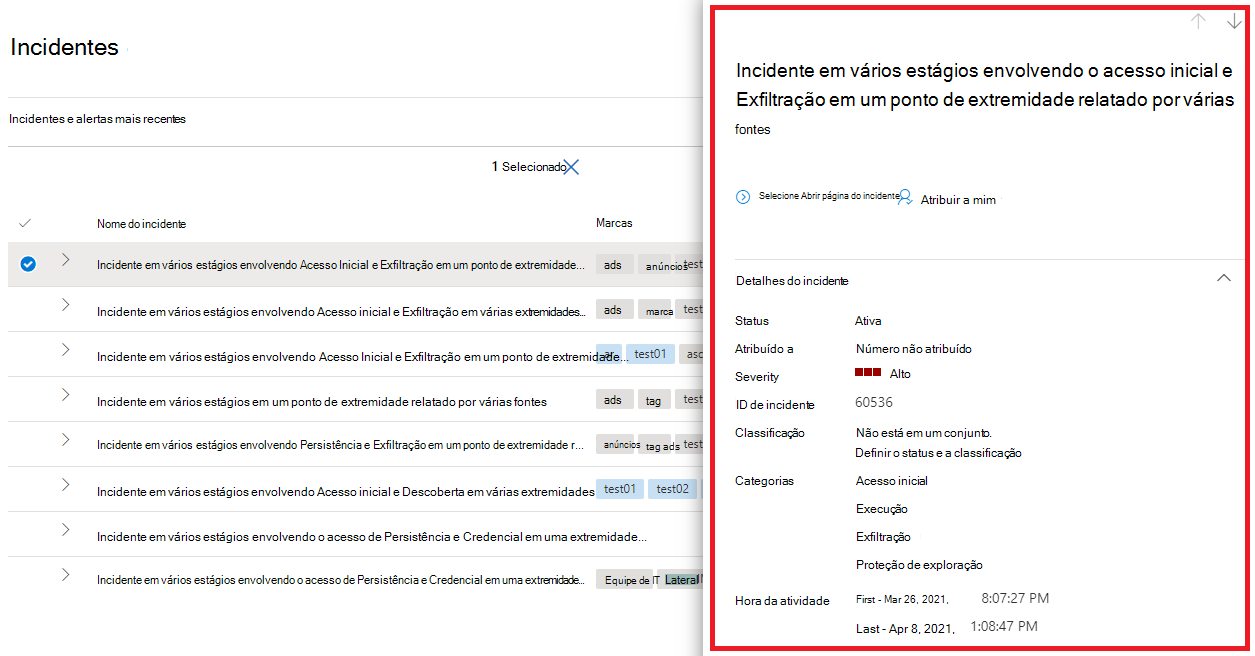 Incidentes
Incidentes e alertas mais recentes
1 Selecionado
Nome do incidente Marcas
Incidente em vários estágios envolvendo Acesso Inicial e Exfiltração em um ponto de extremidade... ads anúncios test
Incidente em vários estágios envolvendo Acesso inicial e Exfiltração em várias extremidades... ads marca test
Incidente em vários estágios envolvendo Acesso Inicial e Exfiltração em um ponto de extremidade... ar test01 asc
Incidente em vários estágios em um ponto de extremidade relatado por várias fontes ads tag test
Incidente em vários estágios envolvendo Persistência e Exfiltração em um ponto de extremidade r... anúncios tag ads test
Incidente em vários estágios envolvendo Acesso inicial e Descoberta em várias extremidades test01 test02
Incidente em vários estágios envolvendo o acesso de Persistência e Credencial em uma extremidade...
Incidente em vários estágios envolvendo o acesso de Persistência e Credencial em uma extremidade... Equipe de IT Lateral
Incidente em vários estágios envolvendo o acesso inicial e
Exfiltração em um ponto de extremidade relatado por várias
fontes
Selecione Abrir página do incidente Atribuir a mim
Detalhes do incidente
Status Ativa
Atribuído a Número não atribuído
Severity Alto
ID de incidente 60536
Classificação Não está em um conjunto.
Definir o status e a classificação
Categorias Acesso inicial
Execução
Exfiltração
Proteção de exploração
Hora da atividade First - Mar 26, 2021, 8:07:27 PM
Last - Apr 8, 2021, 1:08:47 PM